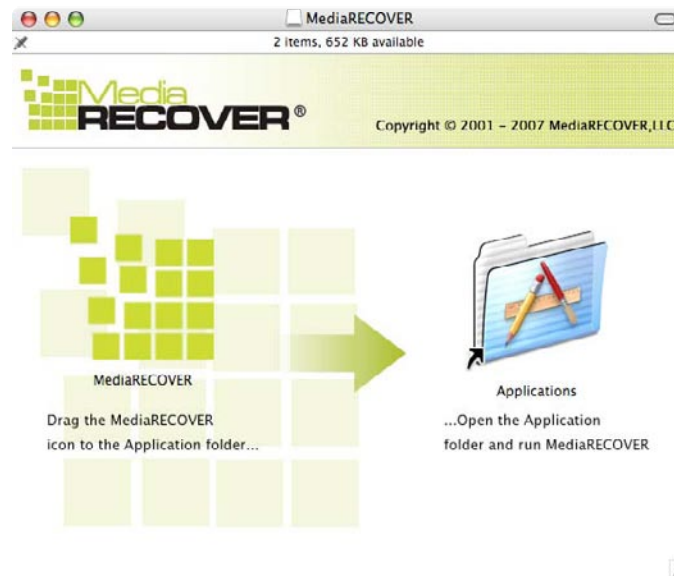 MediaRECOVER
2 items, 652 KB available
Media
RECOVER®
Copyright © 2001 – 2007 MediaRECOVER,LLC
MediaRECOVER
Applications
Drag the MediaRECOVER
icon to the Application folder...
...Open the Application
folder and run MediaRECOVER